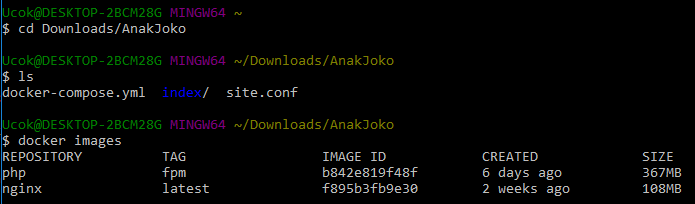 Ucok@DESKTOP-2BCM28G MINGW64 ~
$ cd Downloads/AnakJoko
Ucok@DESKTOP-2BCM28G MINGW64 ~/Downloads/AnakJoko
$ ls
docker-compose.yml  index/  site.conf
Ucok@DESKTOP-2BCM28G MINGW64 ~/Downloads/AnakJoko
$ docker images
REPOSITORY          TAG                 IMAGE ID            CREATED             SIZE
php                 fpm                 b842e819f48f        6 days ago          367MB
nginx               latest              f895b3fb9e30        2 weeks ago         108MB